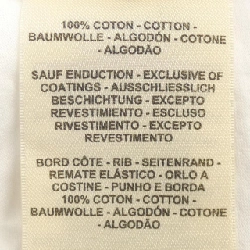 100% COTON - COTTON -
BAUMWOLLE - ALGODÓN - COTONE
- ALGODÃO
SAUF ENDUCTION - EXCLUSIVE OF
COATINGS - AUSSCHLIESSLICH
BESCHICHTUNG - EXCEPTO
REVESTIMIENTO - ESCLUSO
RIVESTIMENTO - EXCEPTO
REVESTIMENTO
BORD CÔTE - RIB - SEITENRAND -
REMATE ELÁSTICO - ORLO A
COSTINE - PUNHO E BORDA
100% COTON - COTTON -
BAUMWOLLE - ALGODÓN - COTONE
- ALGODÃO